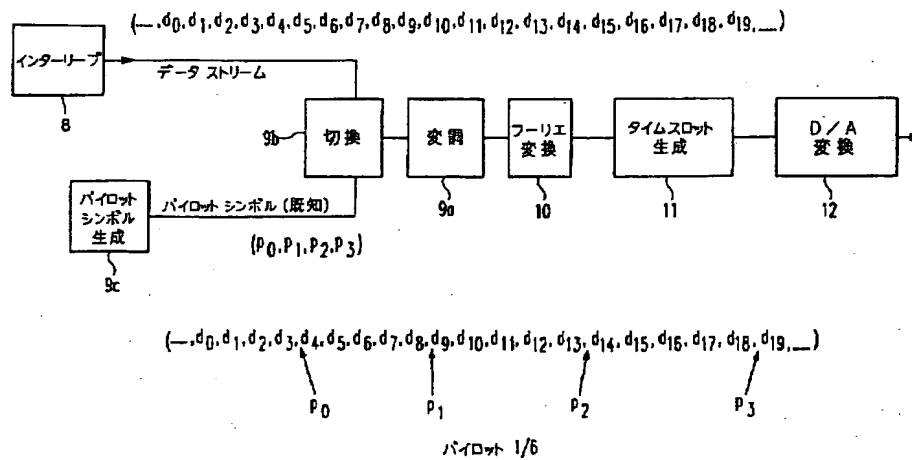 (—,d0,d1,d2,d3,d4,d5,d6,d7,d8,d9,d10,d11,d12,d13,d14,d15,d16,d17,d18,d19,—)
インターリーブ
8
データ ストリーム
9b
切換
変調
9a
フーリエ
変換
10
タイムスロット
生成
11
D/A
変換
12
パイロット
シンボル
生成
9c
パイロット シンボル(既知)
(p0,p1,p2,p3)
(—,d0,d1,d2,d3,d4,d5,d6,d7,d8,d9,d10,d11,d12,d13,d14,d15,d16,d17,d18,d19,—)
p0 p1 p2 p3
パイロット 1/6